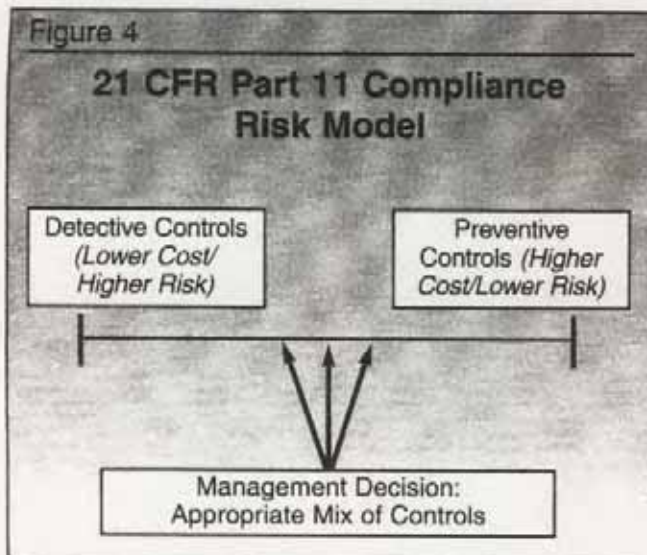 Figure 4
21 CFR Part 11 Compliance
Risk Model
Detective Controls
(Lower Cost/
Higher Risk)
Preventive
Controls (Higher
Cost/Lower Risk)
Management Decision:
Appropriate Mix of Controls